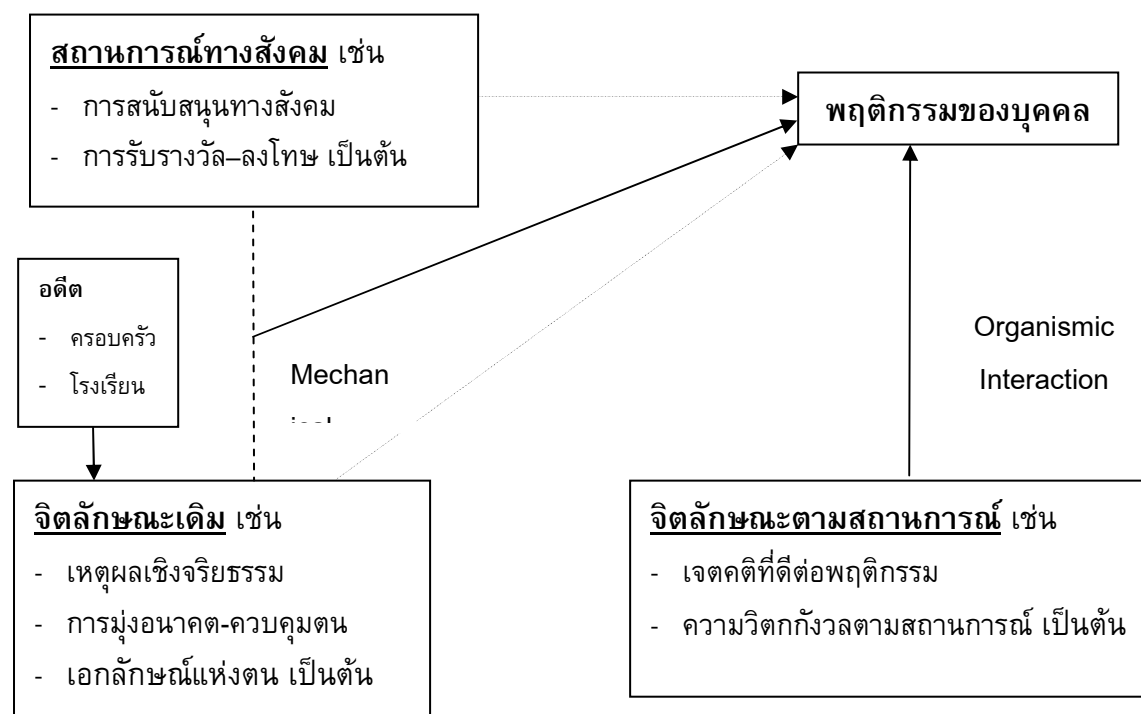 สถานการณ์ทางสังคม เช่น
- การสนับสนุนทางสังคม
- การรับรางวัล–ลงโทษ เป็นต้น
พฤติกรรมของบุคคล
อดีต
- ครอบครัว
- โรงเรียน
Mechan
Organismic
Interaction
จิตลักษณะเดิม เช่น
- เหตุผลเชิงจริยธรรม
- การมุ่งอนาคต-ควบคุมตน
- เอกลักษณ์แห่งตน เป็นต้น
จิตลักษณะตามสถานการณ์ เช่น
- เจตคติที่ดีต่อพฤติกรรม
- ความวิตกกังวลตามสถานการณ์ เป็นต้น